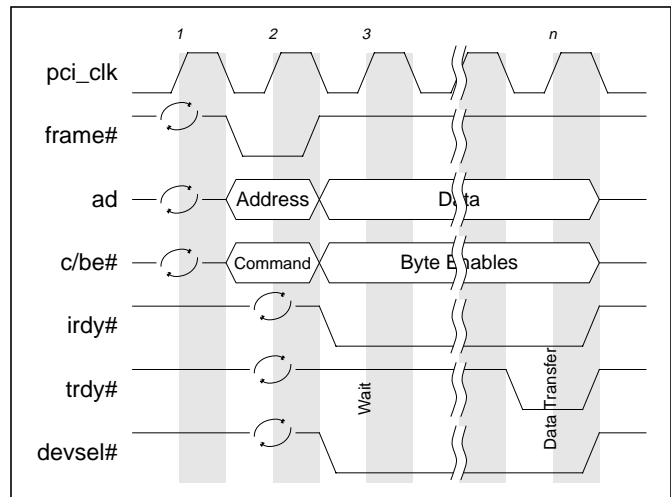 1 2 3 n
pci_clk
frame#
ad Address Data
c/be# Command Byte Enables
irdy#
trdy# Wait Data Transfer
devsel#